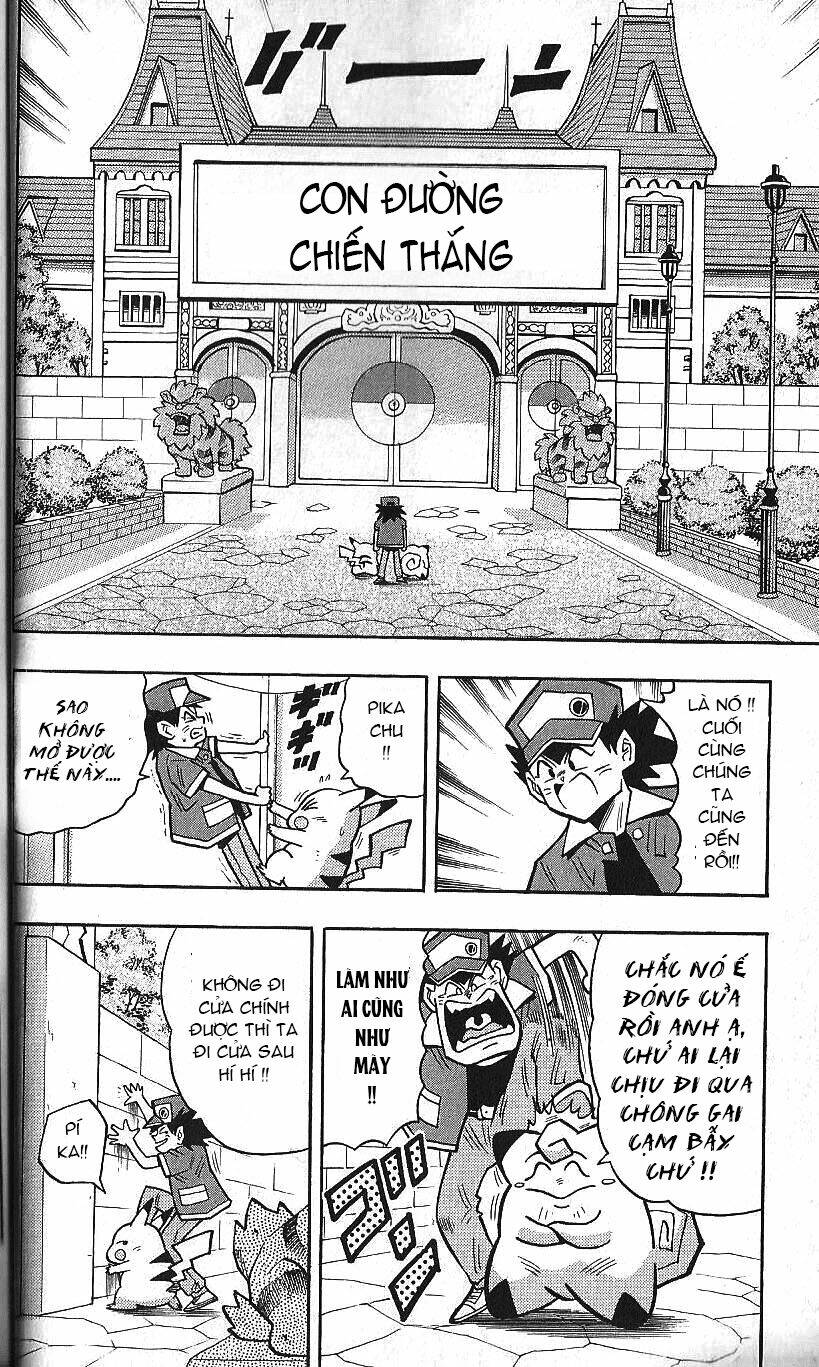 ザーン
CON ĐƯỜNG
CHIẾN THẮNG
LÀ NÓ !!
CUỐI
CÙNG
CHÚNG
TA
CŨNG
ĐẾN
RỒI!!
PIKA
CHU
!!
ギギギ
SAO
KHÔNG
MỞ ĐƯỢC
THẾ NÀY....
CHẮC NÓ Ế
ĐÓNG CỬA
RỒI ANH Ạ,
CHỨ AI LẠI
CHỊU ĐI QUA
CHÔNG GAI
CẠM BẪY
CHỨ !!
LÀM NHƯ
AI CŨNG
NHƯ
MÀY
!!
KHÔNG ĐI
CỬA CHÍNH
ĐƯỢC THÌ TA
ĐI CỬA SAU
HÍ HÍ !!
PÍ
KA!!